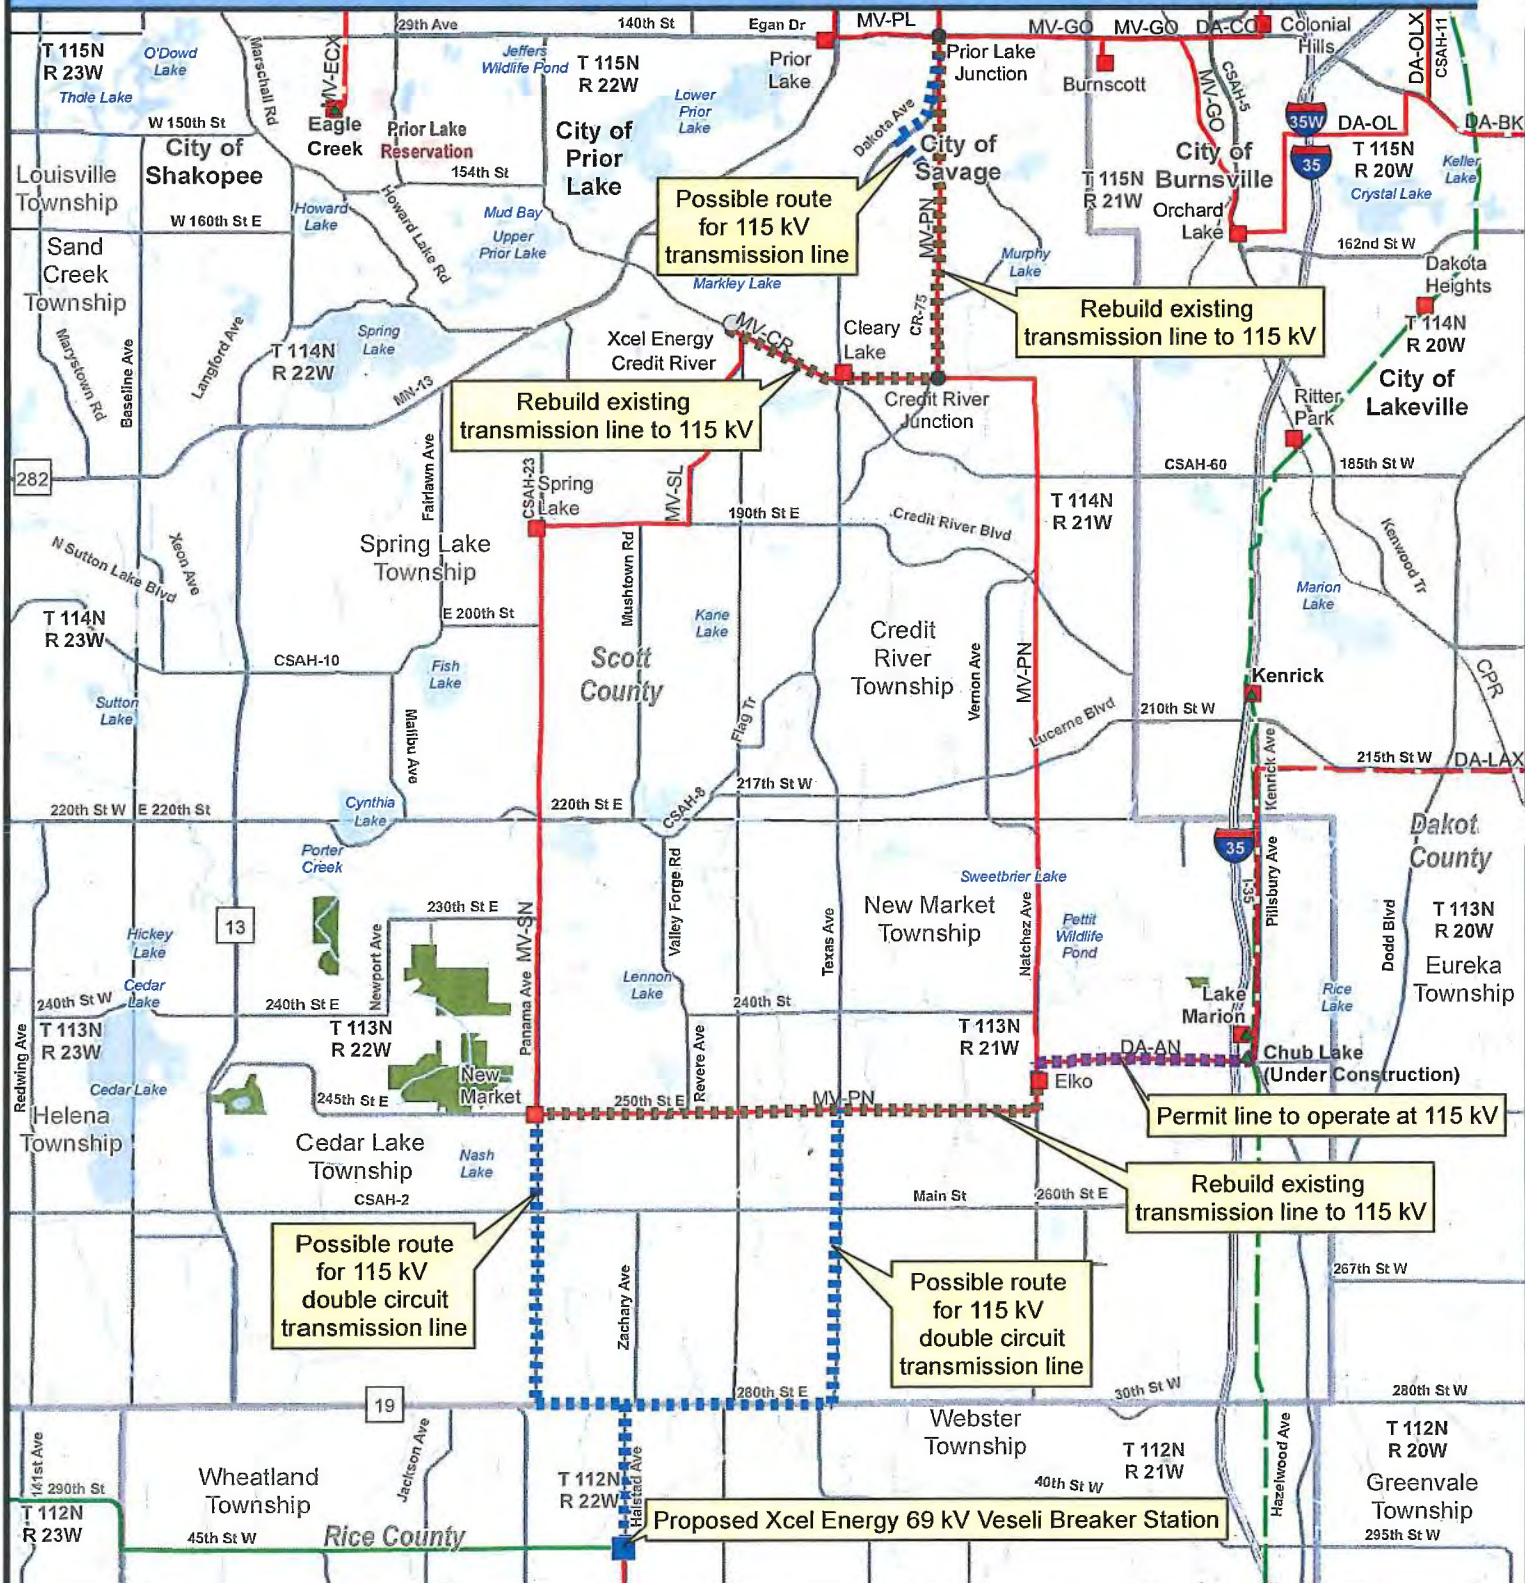 29th Ave
140th St
Egan Dr
MV-PL
MV-GO
MV-GO
DA-CO
Colonial
Hills
DA-OLX
CSAH-11
T 115N
R 23W
O'Dowd
Lake
Thole Lake
Marschall Rd
MV-ECX
Eagle
Creek
Jeffers
Wildlife Pond
T 115N
R 22W
Prior
Lake
Prior Lake
Junction
Burnscott
CSAH-5
MV-GO
35W
DA-OL
DA-BK
W 150th St
City of
Shakopee
Prior Lake
Reservation
City of
Prior
Lake
Lower
Prior
Lake
Dakota Ave
City of
Savage
City of
Burnsville
35
T 115N
R 20W
Keller
Lake
Crystal Lake
Louisville
Township
154th St
T 115N
R 21W
Possible route
for 115 kV
transmission line
MV-PN
Orchard
Lake
W 160th St E
Howard
Lake
Howard Lake Rd
Mud Bay
Upper
Prior Lake
Markley Lake
Murphy
Lake
162nd St W
Sand
Creek
Township
Dakota
Heights
Rebuild existing
transmission line to 115 kV
CR-75
Marystown Rd
Baseline Ave
Langford Ave
T 114N
R 22W
Spring
Lake
MN-13
Xcel Energy
Credit River
MV-CR
Cleary
Lake
T 114N
R 20W
City of
Lakeville
Rebuild existing
transmission line to 115 kV
Credit River
Junction
Ritter
Park
282
Fairlawn Ave
CSAH-23
Spring
Lake
MV-SL
190th St E
CSAH-60
185th St W
T 114N
R 21W
Credit River Blvd
Kenwood Tr
N Sutton Lake Blvd
Xeon Ave
Spring Lake
Township
Mushtown Rd
Marion
Lake
T 114N
R 23W
E 200th St
Kane
Lake
Credit
River
Township
Vernon Ave
MV-PN
CSAH-10
Fish
Lake
Scott
County
Kenrick
CPR
Sutton
Lake
Malibu Ave
Flag Tr
Lucerne Blvd
210th St W
Kenrick Ave
215th St W
DA-LAX
217th St W
220th St W
E 220th St
Cynthia
Lake
220th St E
CSAH-8
Dakot
County
35
Pillsbury Ave
I-35
Porter
Creek
Valley Forge Rd
Sweetbrier Lake
13
230th St E
MV-SN
Texas Ave
New Market
Township
Natchez Ave
Pettit
Wildlife
Pond
Dodd Blvd
T 113N
R 20W
Hickey
Lake
Newport Ave
Panama Ave
Lennon
Lake
Eureka
Township
Cedar
Lake
240th St W
240th St E
240th St
Lake
Marion
Rice
Lake
T 113N
R 23W
T 113N
R 22W
T 113N
R 21W
DA-AN
Chub Lake
(Under Construction)
Redwing Ave
Cedar Lake
New
Market
Revere Ave
Elko
245th St E
250th St E
MV-PN
Permit line to operate at 115 kV
Helena
Township
Cedar Lake
Township
Nash
Lake
Rebuild existing
transmission line to 115 kV
CSAH-2
Main St
260th St E
Possible route
for 115 kV
double circuit
transmission line
Zachary Ave
Possible route
for 115 kV
double circuit
transmission line
267th St W
19
280th St E
30th St W
280th St W
Webster
Township
141st Ave
Jackson Ave
T 112N
R 20W
T 112N
R 21W
290th St
Wheatland
Township
T 112N
R 22W
Halstad Ave
40th St W
Hazelwood Ave
Greenvale
Township
T 112N
R 23W
Proposed Xcel Energy 69 kV Veseli Breaker Station
45th St W
Rice County
295th St W